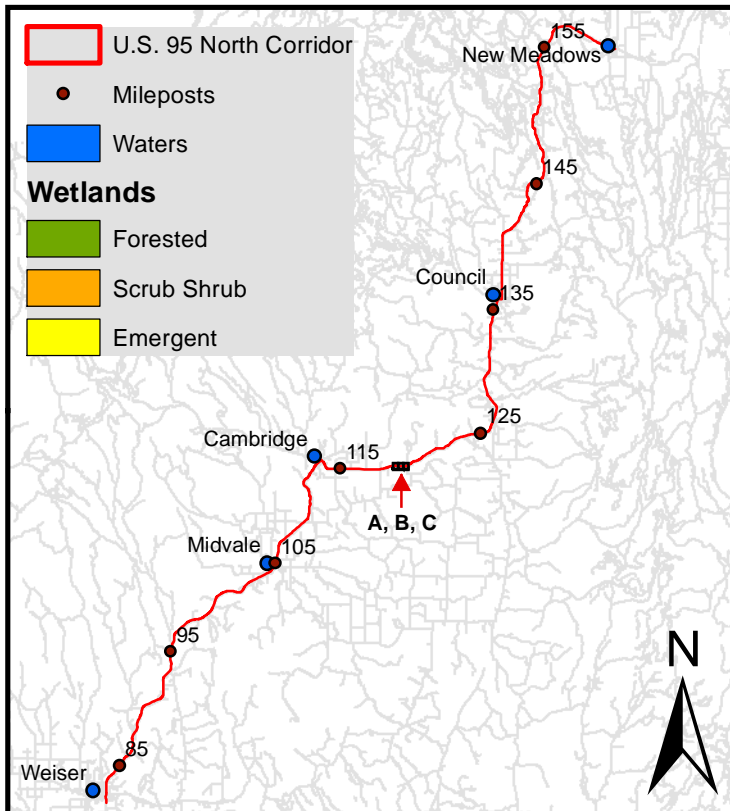 U.S. 95 North Corridor
Mileposts
Waters
Wetlands
Forested
Scrub Shrub
Emergent
155
New Meadows
145
Council
135
125
Cambridge
115
A, B, C
Midvale
105
95
N
85
Weiser